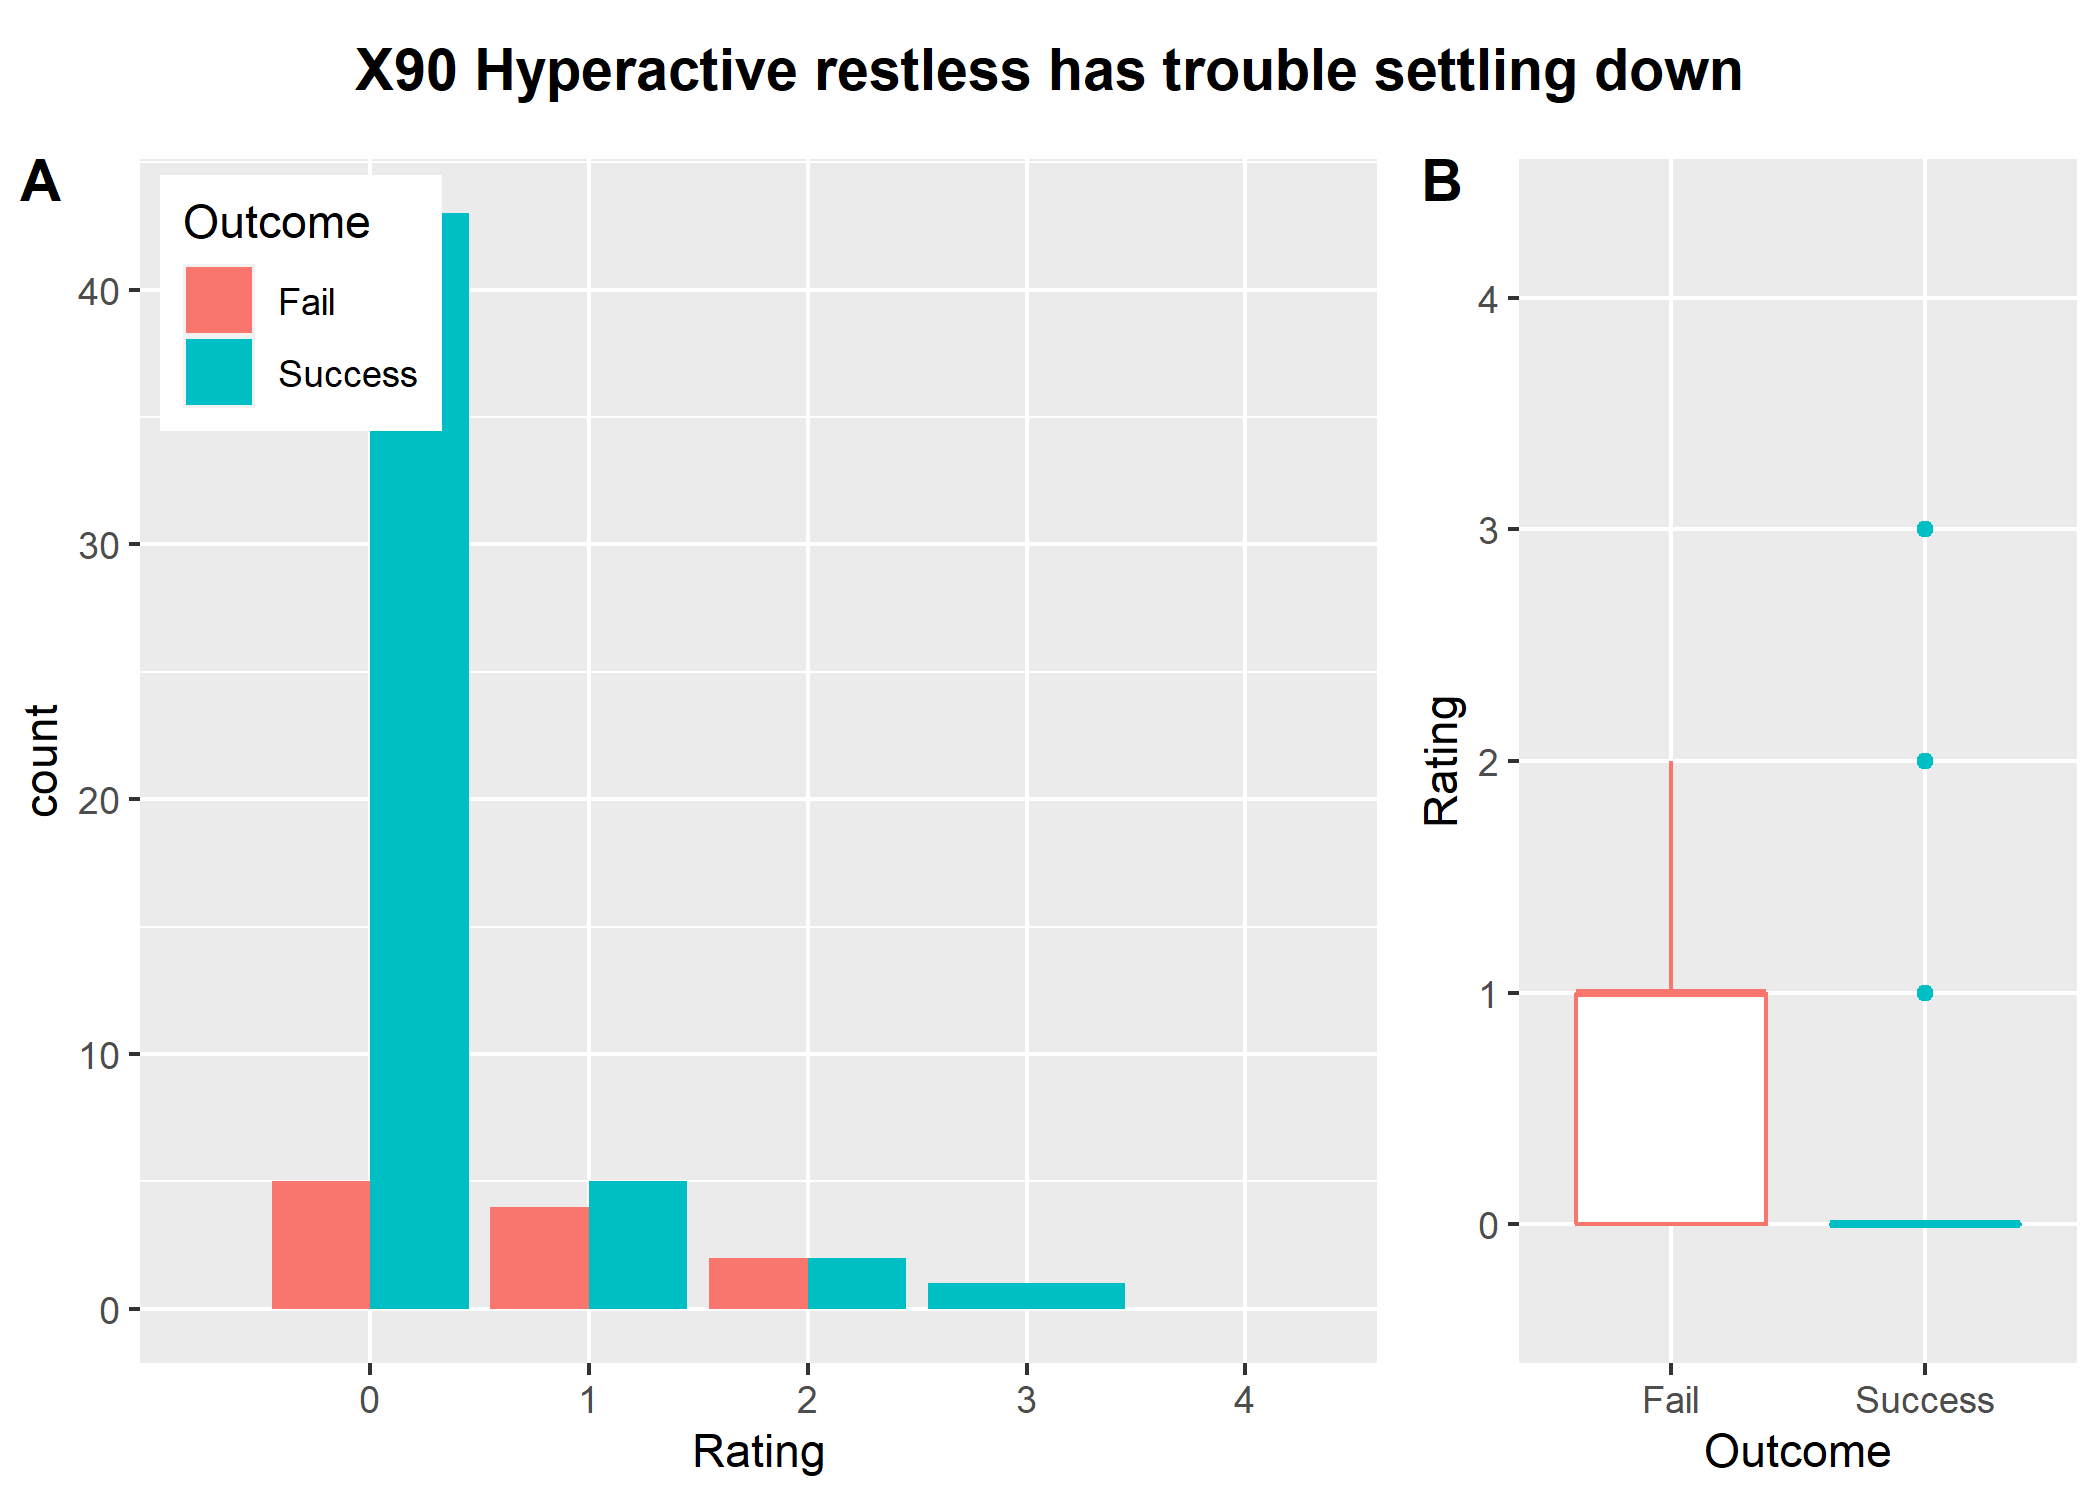 X90 Hyperactive restless has trouble settling down
A
Outcome
Fail
Success
count
40
30
20
10
0
0 1 2 3 4
Rating
B
Rating
4
3
2
1
0
Fail Success
Outcome